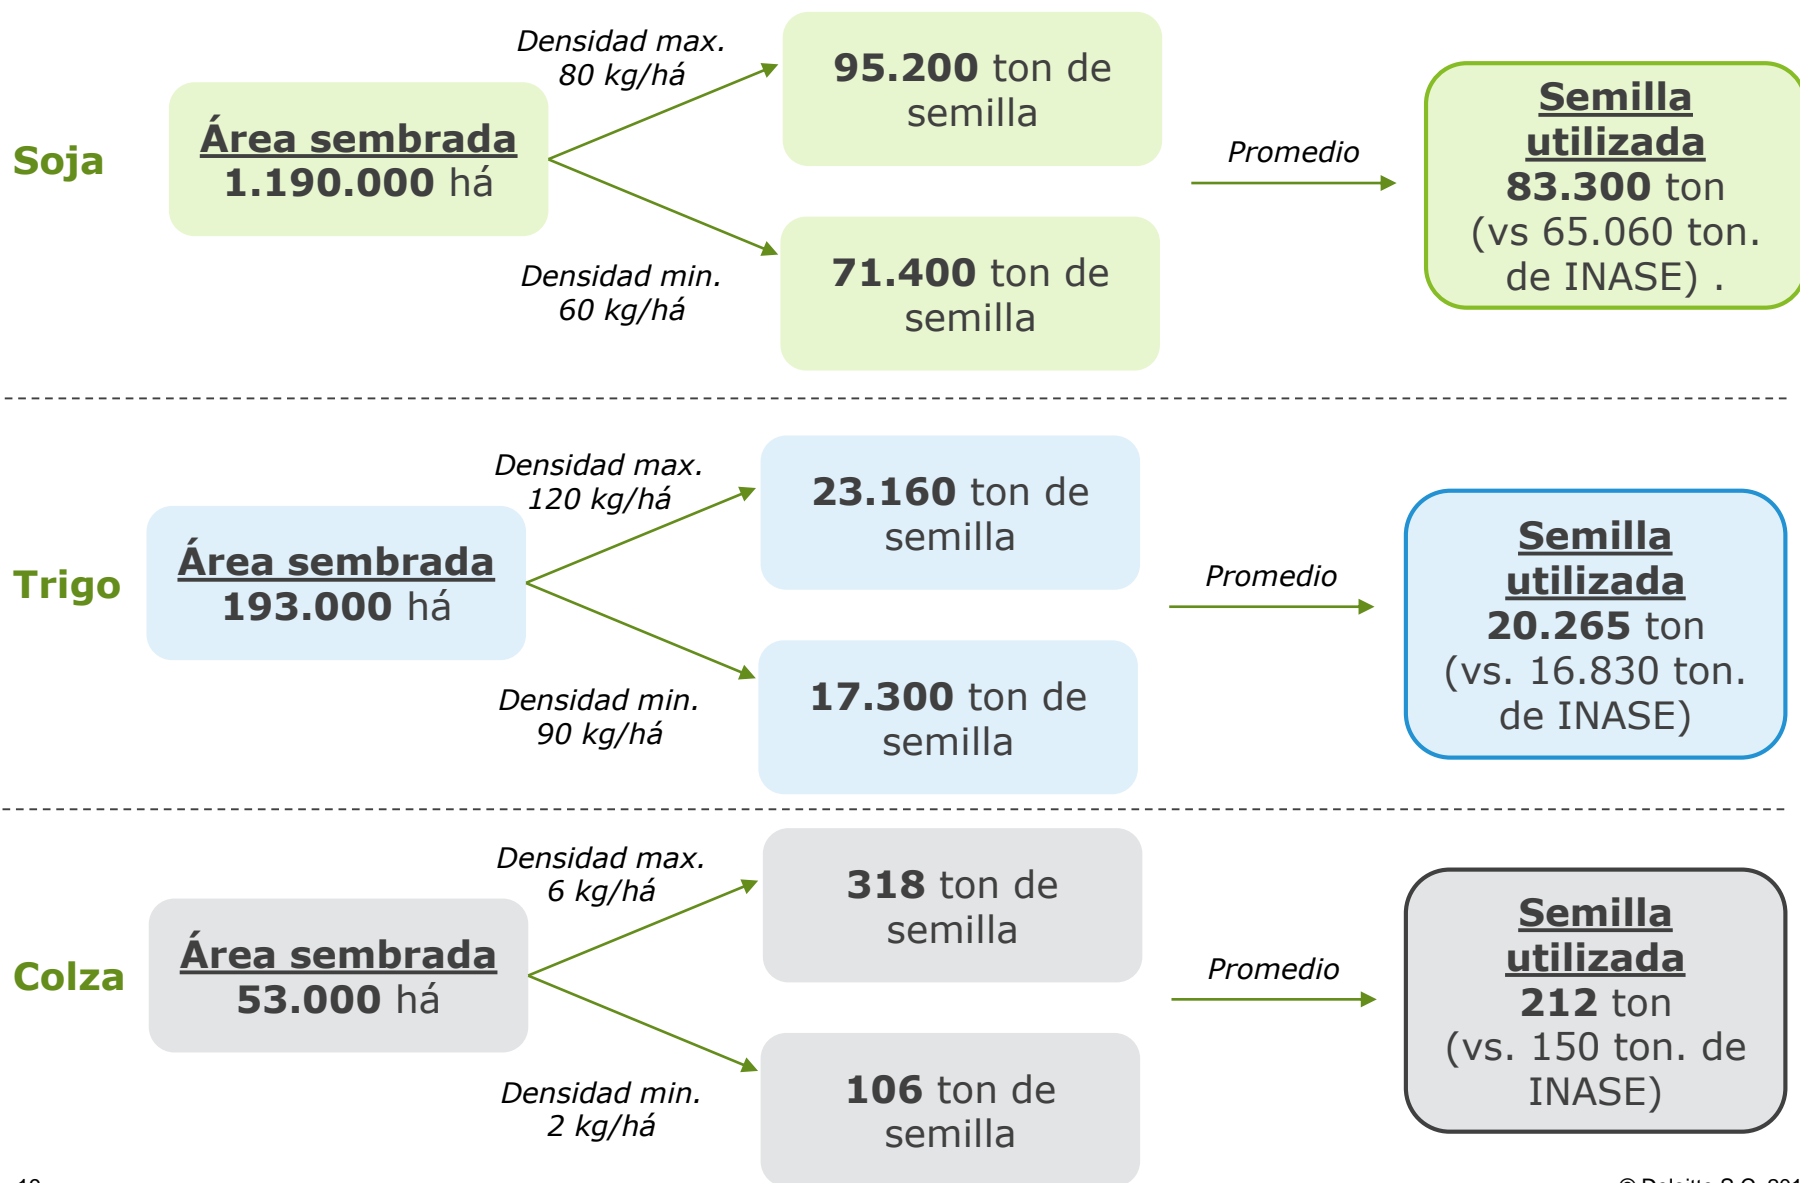 Soja
Área sembrada
1.190.000 há
Densidad max.
80 kg/há
95.200 ton de
semilla
Densidad min.
60 kg/há
71.400 ton de
semilla
Promedio
Semilla
utilizada
83.300 ton
(vs 65.060 ton.
de INASE) .
Trigo
Área sembrada
193.000 há
Densidad max.
120 kg/há
23.160 ton de
semilla
Densidad min.
90 kg/há
17.300 ton de
semilla
Promedio
Semilla
utilizada
20.265 ton
(vs. 16.830 ton.
de INASE)
Colza
Área sembrada
53.000 há
Densidad max.
6 kg/há
318 ton de
semilla
Densidad min.
2 kg/há
106 ton de
semilla
Promedio
Semilla
utilizada
212 ton
(vs. 150 ton. de
INASE)